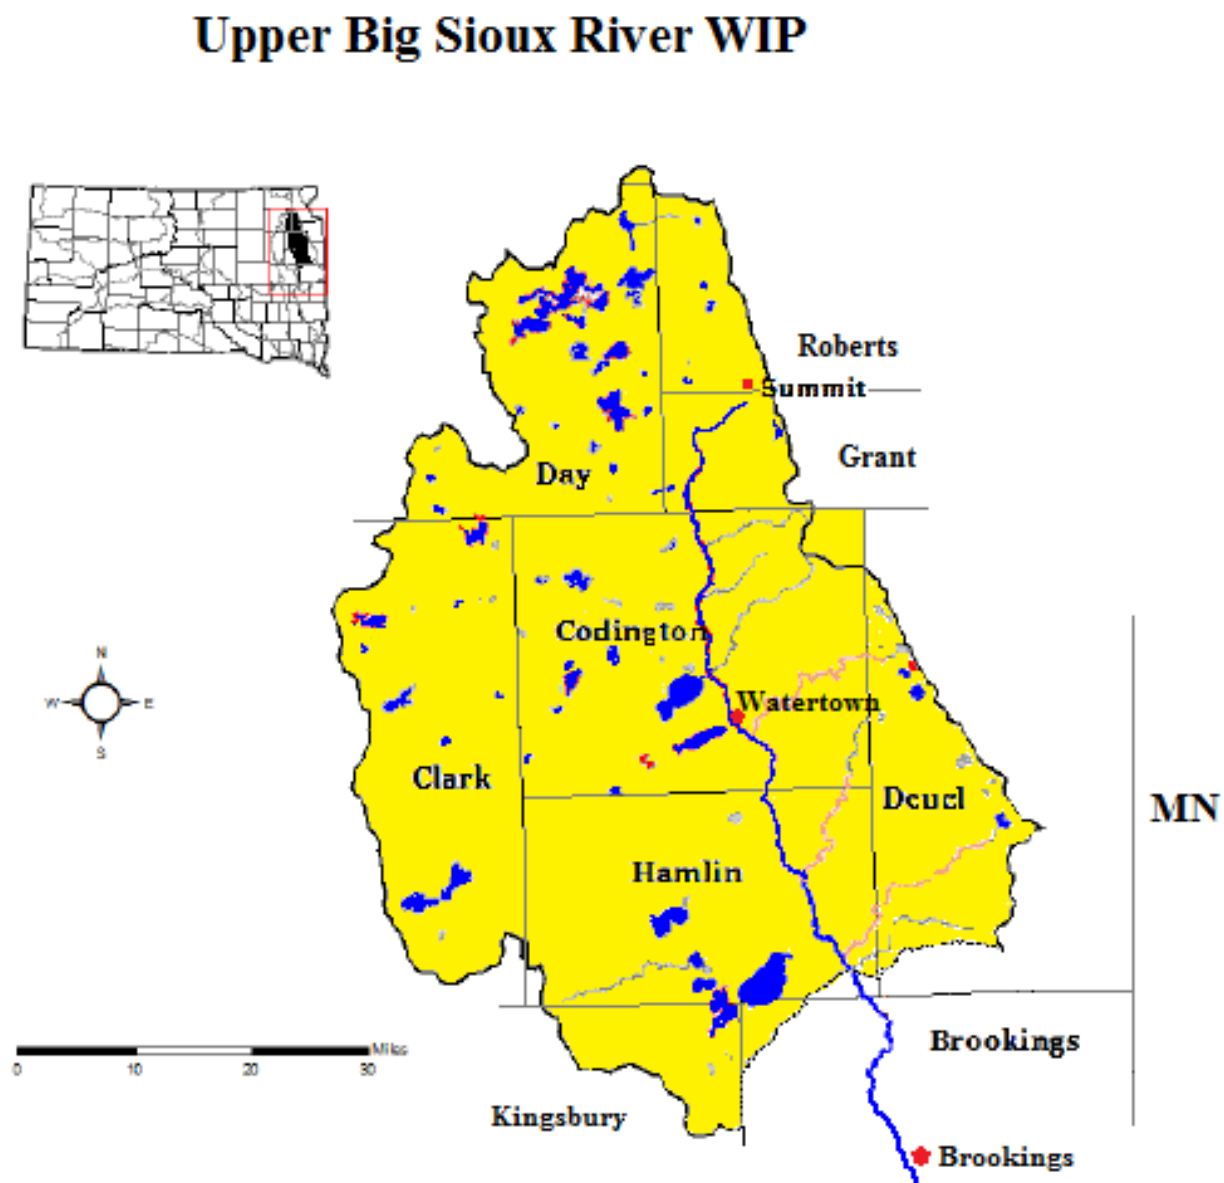 Upper Big Sioux River WIP
Roberts
Summit
Grant
Day
Codington
N
W
E
S
Watertown
Clark
Deuel
MN
Hamlin
Miles
0 10 20 30
Brookings
Kingsbury
Brookings